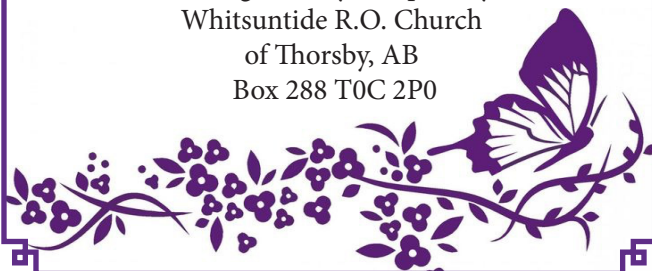 Whitsuntide R.O. Church
of Thorsby, AB
Box 288 T0C 2P0